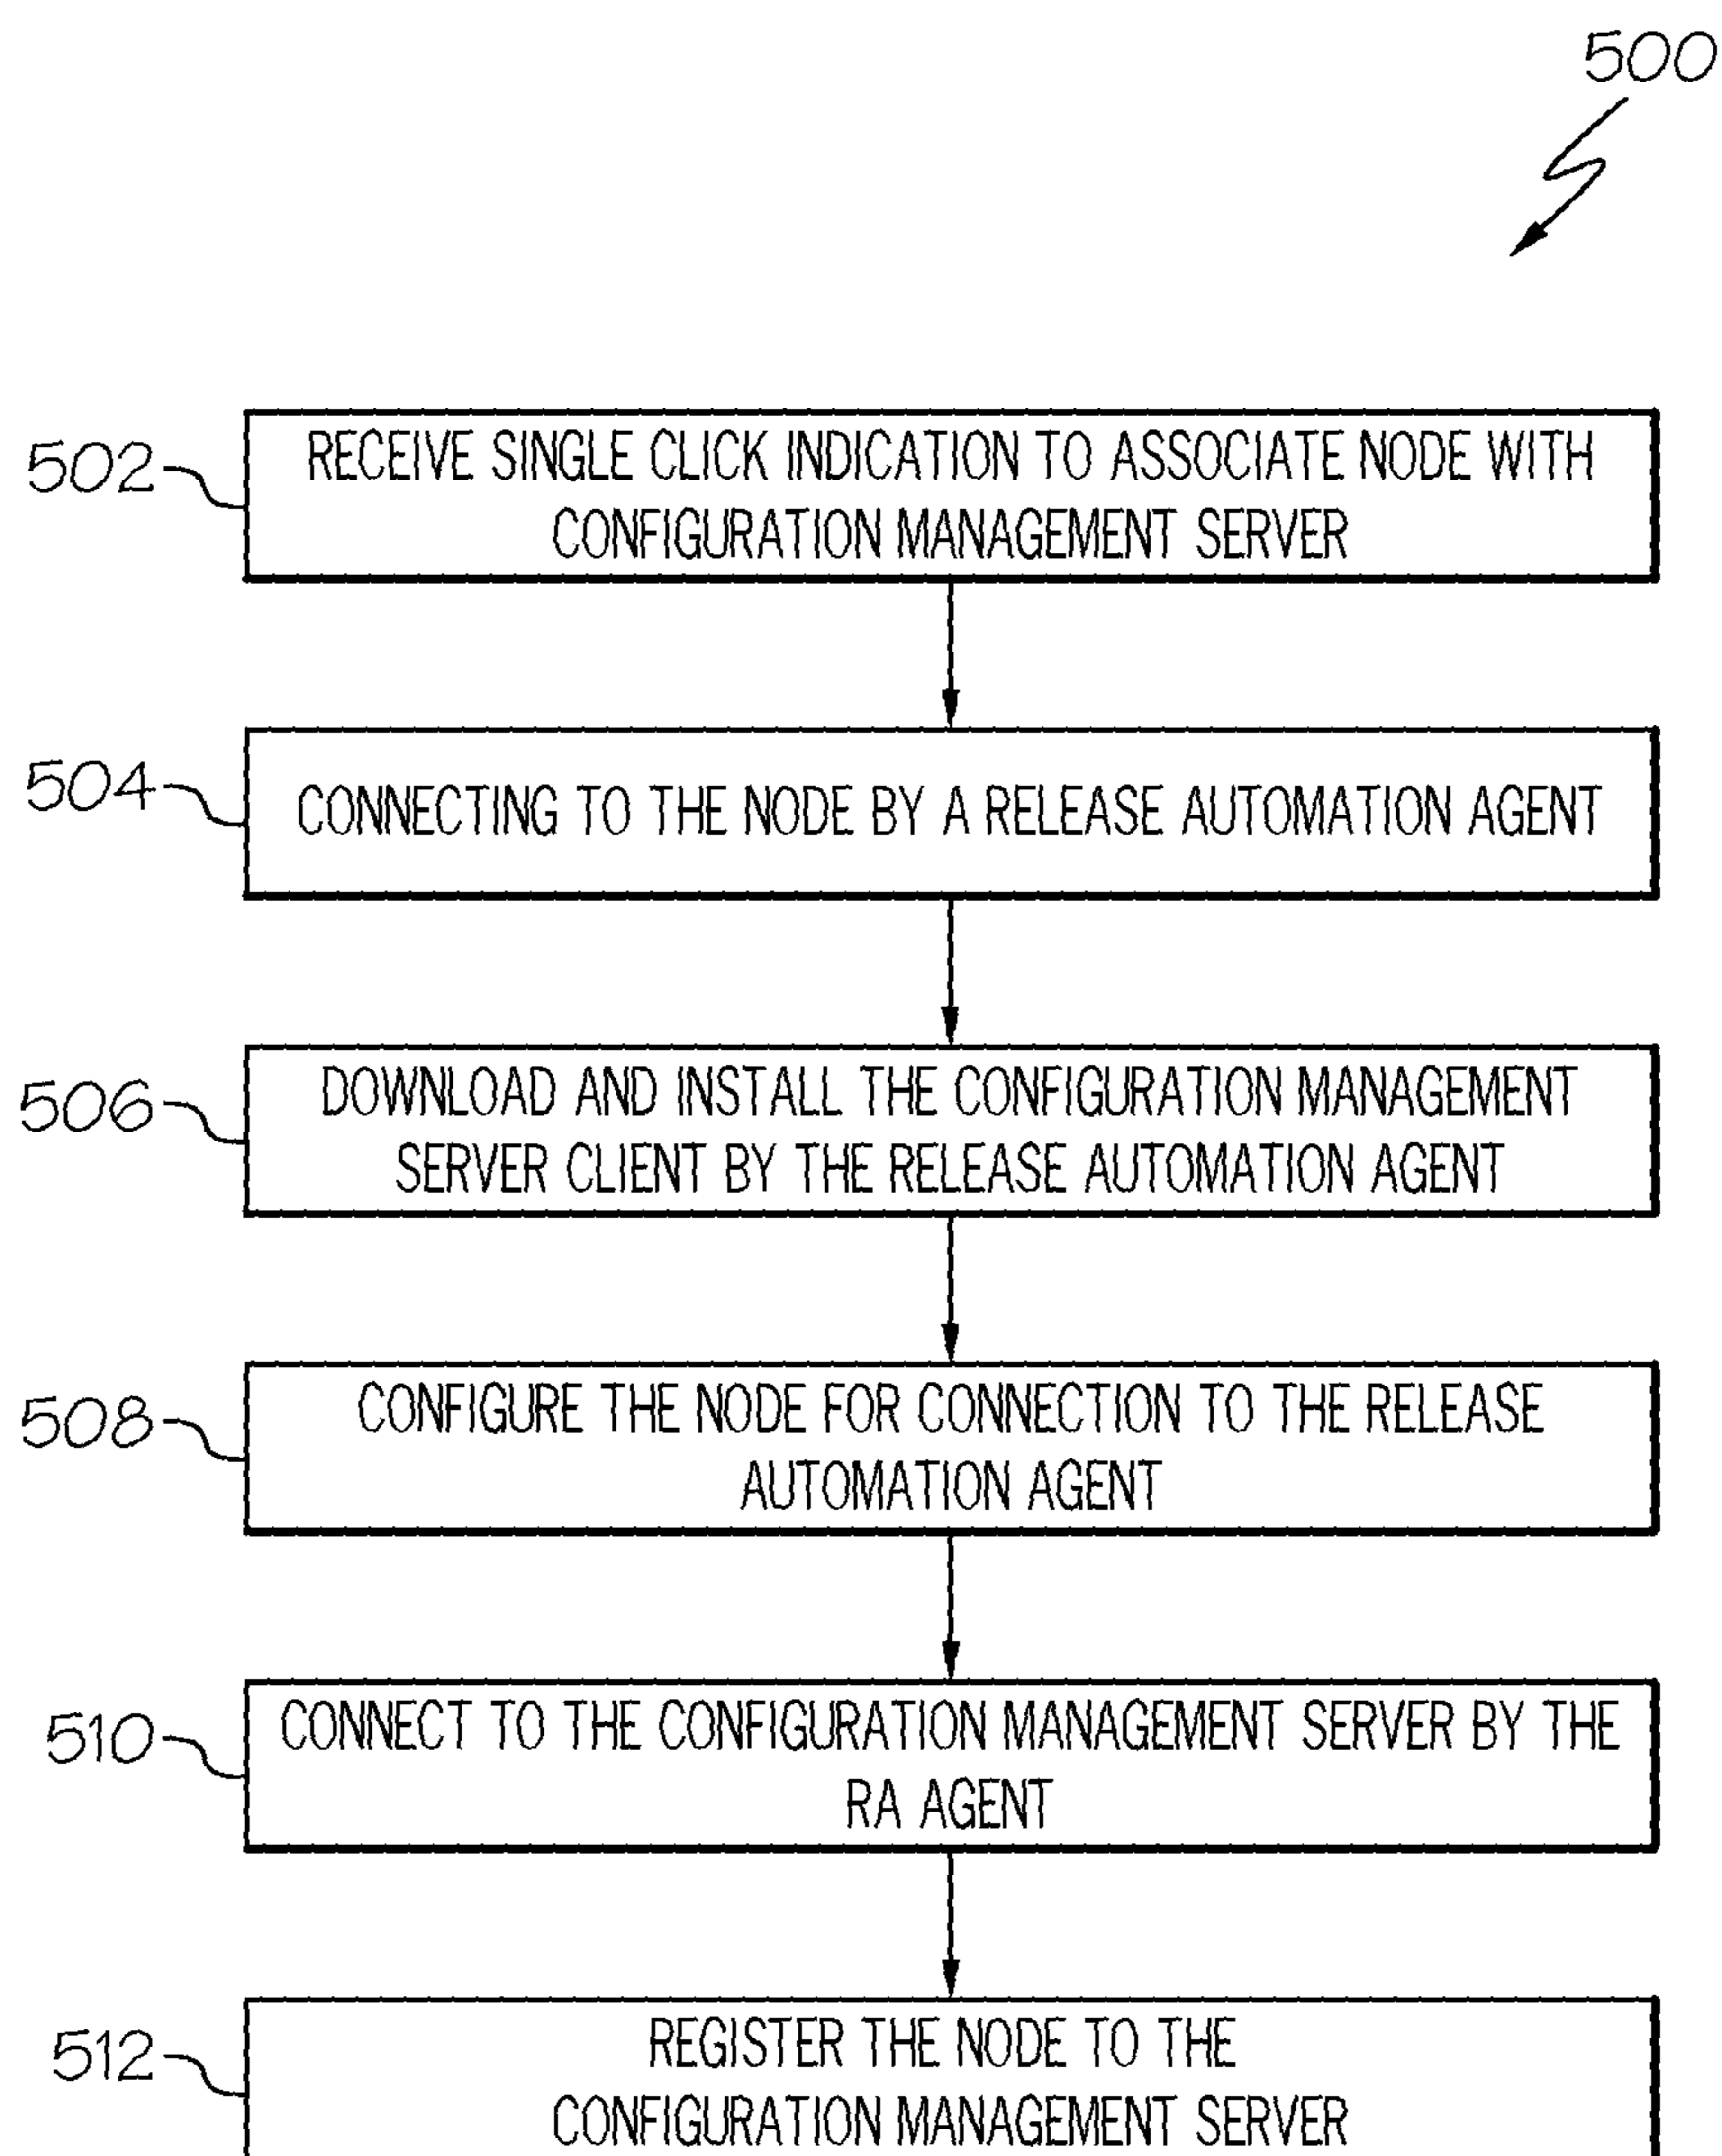 500
502
RECEIVE SINGLE CLICK INDICATION TO ASSOCIATE NODE WITH
CONFIGURATION MANAGEMENT SERVER
504
CONNECTING TO THE NODE BY A RELEASE AUTOMATION AGENT
506
DOWNLOAD AND INSTALL THE CONFIGURATION MANAGEMENT
SERVER CLIENT BY THE RELEASE AUTOMATION AGENT
508
CONFIGURE THE NODE FOR CONNECTION TO THE RELEASE
AUTOMATION AGENT
510
CONNECT TO THE CONFIGURATION MANAGEMENT SERVER BY THE
RA AGENT
512
REGISTER THE NODE TO THE
CONFIGURATION MANAGEMENT SERVER